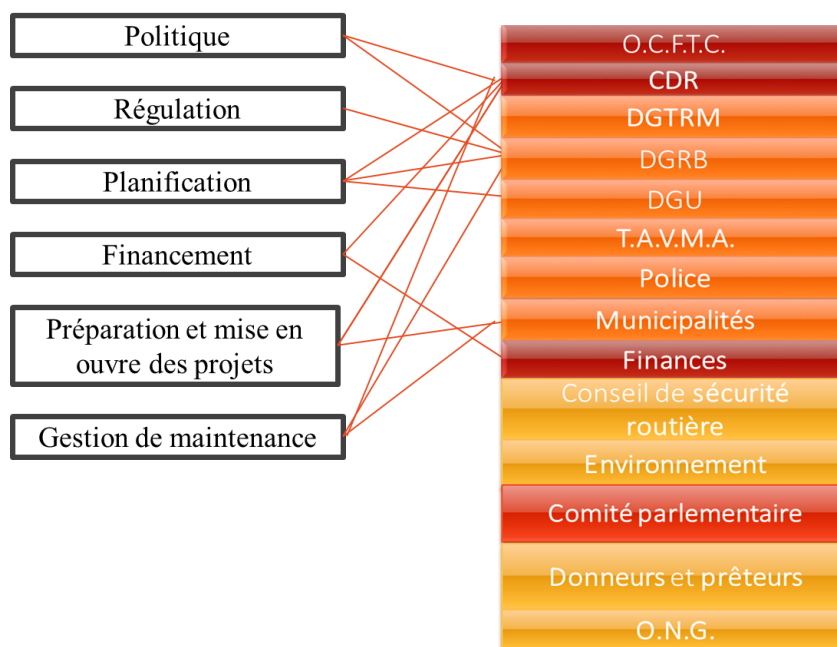 Politique
Régulation
Planification
Financement
Préparation et mise en
ouvre des projets
Gestion de maintenance
O.C.F.T.C.
CDR
DGTRM
DGRB
DGU
T.A.V.M.A.
Police
Municipalités
Finances
Conseil de sécurité
routière
Environnement
Comité parlementaire
Donneurs et prêteurs
O.N.G.